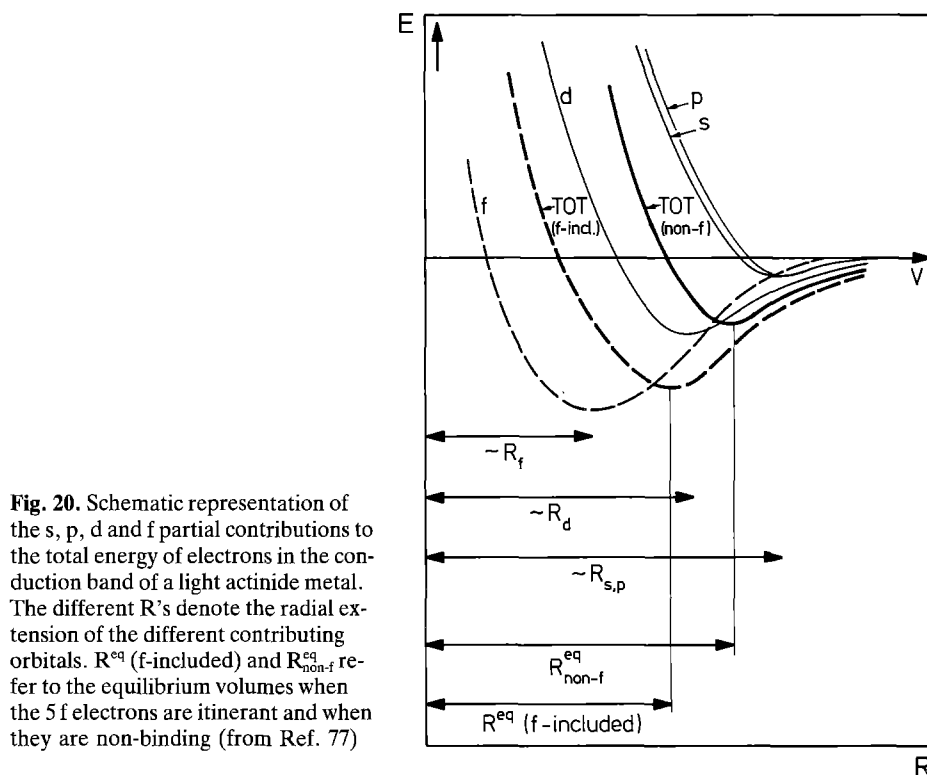 E
p
d
s
f
TOT
(f-incl.)
TOT
(non-f)
V
~R_f
~R_d
~R_s,p
R^eq_non-f
R^eq (f-included)
R
Fig. 20. Schematic representation of
the s, p, d and f partial contributions to
the total energy of electrons in the con-
duction band of a light actinide metal.
The different R's denote the radial ex-
tension of the different contributing
orbitals. R^eq (f-included) and R^eq_non-f re-
fer to the equilibrium volumes when
the 5 f electrons are itinerant and when
they are non-binding (from Ref. 77)